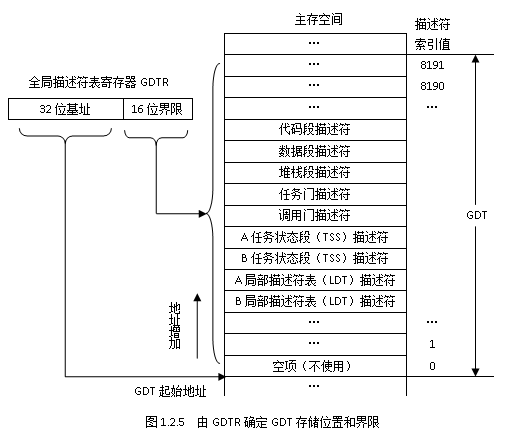 主存空间
描述符
索引值
...
...
8191
全局描述符表寄存器 GDTR
...
8190
32 位基址
16 位界限
...
...
代码段描述符
数据段描述符
堆栈段描述符
任务门描述符
调用门描述符
GDT
A 任务状态段（TSS）描述符
B 任务状态段（TSS）描述符
A 局部描述符表（LDT）描述符
B 局部描述符表（LDT）描述符
地址增加
...
...
...
1
空项（不使用）
0
GDT 起始地址
...
图 1.2.5 由 GDTR 确定 GDT 存储位置和界限